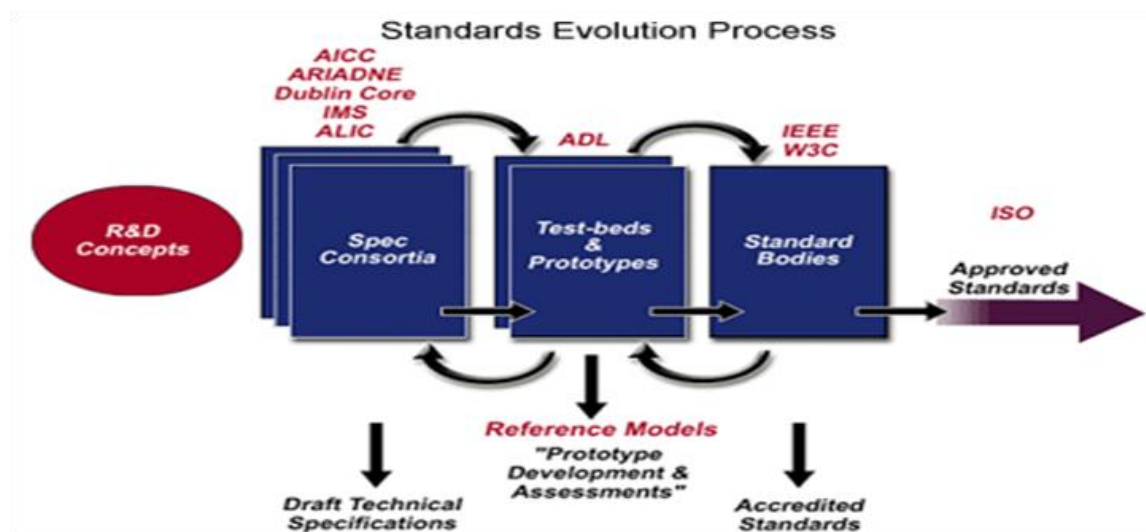 Standards Evolution Process
AICC
ARIADNE
Dublin Core
IMS
ALIC
ADL
IEEE
W3C
ISO
R&D
Concepts
Spec
Consortia
Test-beds
&
Prototypes
Standard
Bodies
Approved
Standards
Reference Models
"Prototype
Development &
Assessments"
Draft Technical
Specifications
Accredited
Standards